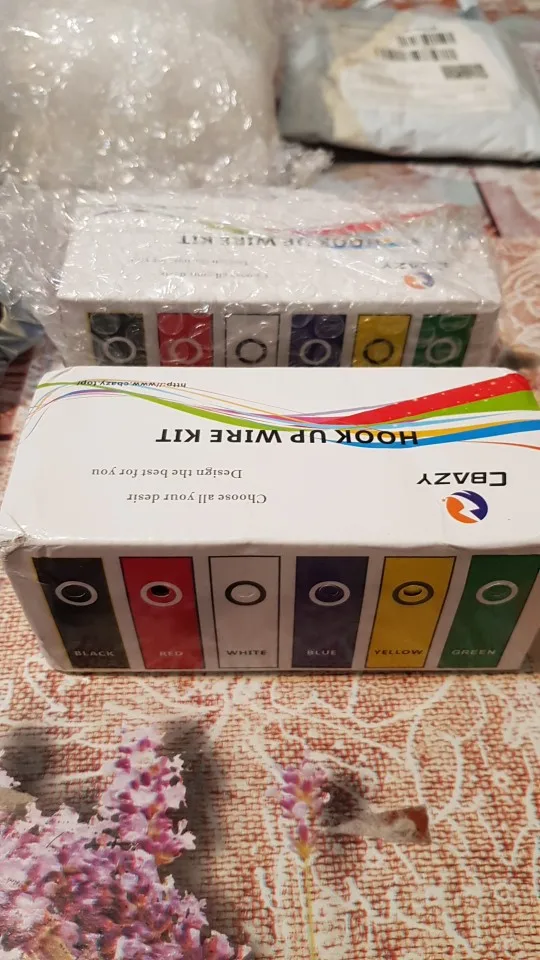 HOOK UP WIRE KIT
CBAZY
http://www.cbazy.top/
HOOK UP WIRE KIT
Design the best for you
Choose all your desir
CBAZY
BLACK
RED
WHITE
BLUE
YELLOW
GREEN